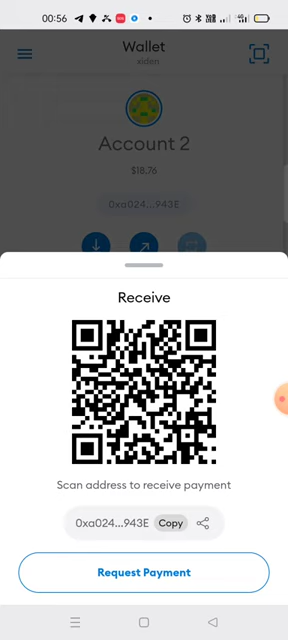 00:56
Wallet
xiden
Account 2
$18.76
0xa024...943E
Receive
Scan address to receive payment
0xa024...943E Copy
Request Payment